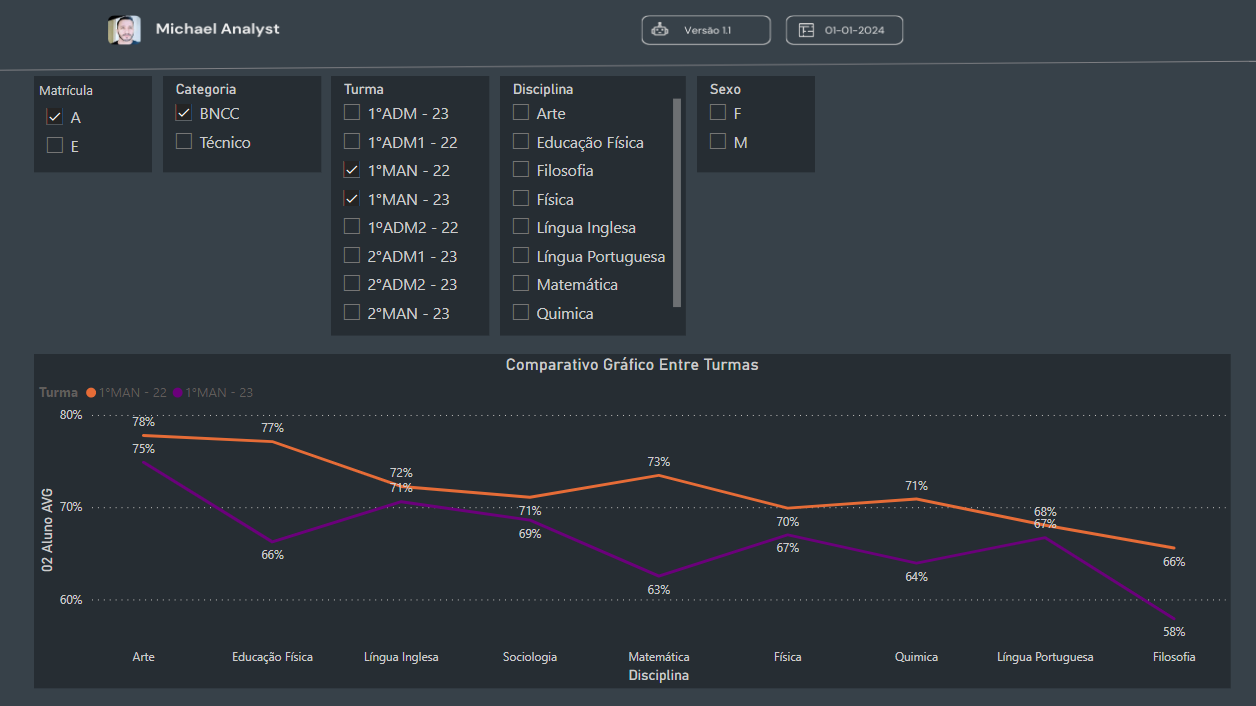 Michael Analyst
Versão 1.1
01-01-2024
Matrícula
A
E
Categoria
BNCC
Técnico
Turma
1°ADM - 23
1°ADM1 - 22
1°MAN - 22
1°MAN - 23
1ºADM2 - 22
2°ADM1 - 23
2°ADM2 - 23
2°MAN - 23
Disciplina
Arte
Educação Física
Filosofia
Física
Língua Inglesa
Língua Portuguesa
Matemática
Quimica
Sexo
F
M
Comparativo Gráfico Entre Turmas
Turma 1°MAN - 22 1°MAN - 23
80%
70%
60%
02 Aluno AVG
78% 77% 72% 71% 73% 70% 71% 68% 66%
75% 66% 71% 69% 63% 67% 64% 67% 58%
Arte Educação Física Língua Inglesa Sociologia Matemática Física Quimica Língua Portuguesa Filosofia
Disciplina